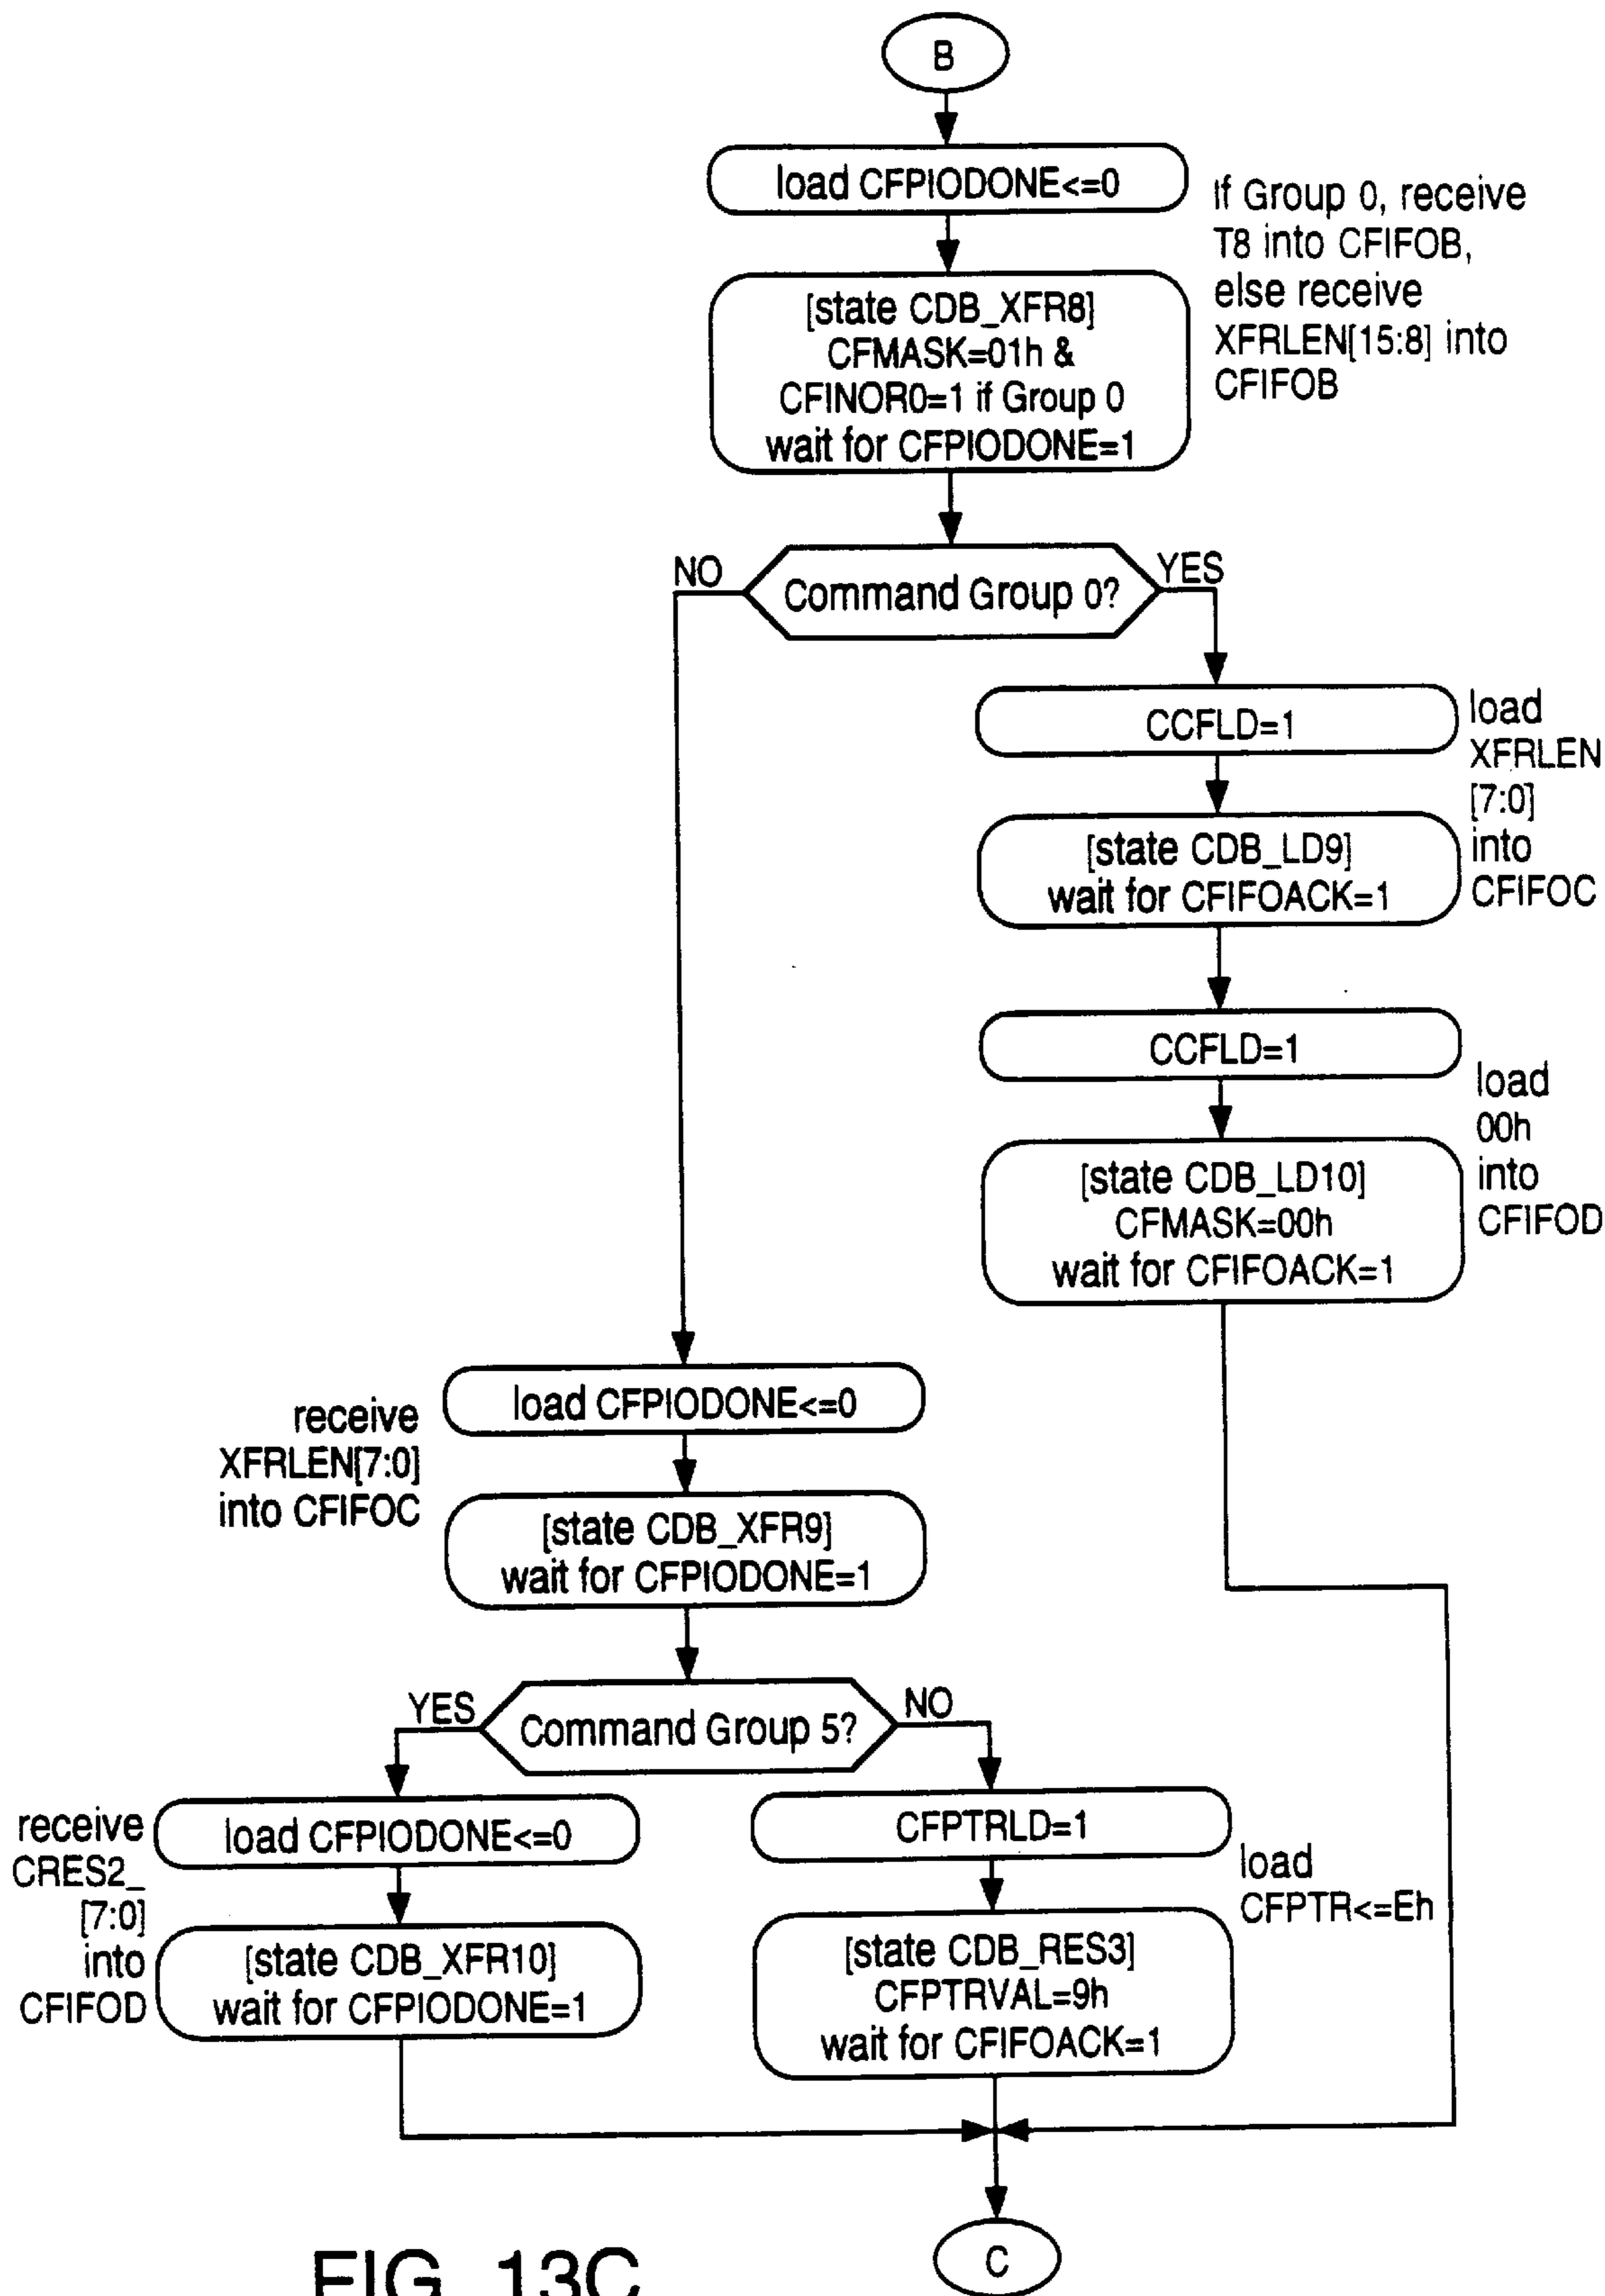 B
load CFPIODONE<=0
If Group 0, receive
T8 into CFIFOB,
else receive
XFRLEN[15:8] into
CFIFOB
[state CDB_XFR8]
CFMASK=01h &
CFINOR0=1 if Group 0
wait for CFPIODONE=1
NO
Command Group 0?
YES
CCFLD=1
load
XFRLEN
[7:0]
into
CFIFOC
[state CDB_LD9]
wait for CFIFOACK=1
CCFLD=1
load
00h
into
CFIFOD
[state CDB_LD10]
CFMASK=00h
wait for CFIFOACK=1
load CFPIODONE<=0
receive
XFRLEN[7:0]
into CFIFOC
[state CDB_XFR9]
wait for CFPIODONE=1
YES
Command Group 5?
NO
receive
CRES2_
[7:0]
into
CFIFOD
load CFPIODONE<=0
[state CDB_XFR10]
wait for CFPIODONE=1
CFPTRLD=1
load
CFPTR<=Eh
[state CDB_RES3]
CFPTRVAL=9h
wait for CFIFOACK=1
C
FIG. 13C